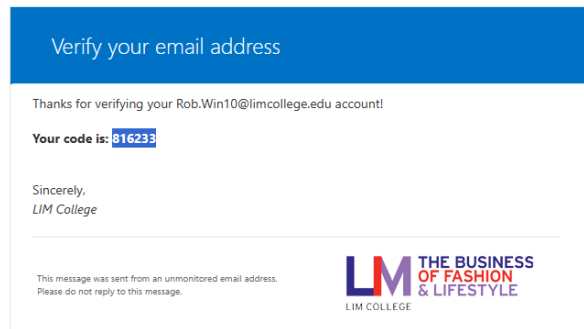 Verify your email address
Thanks for verifying your Rob.Win10@limcollege.edu account!
Your code is: 816233
Sincerely,
LIM College
This message was sent from an unmonitored email address.
Please do not reply to this message.
LIM
LIM COLLEGE
THE BUSINESS
OF FASHION
& LIFESTYLE